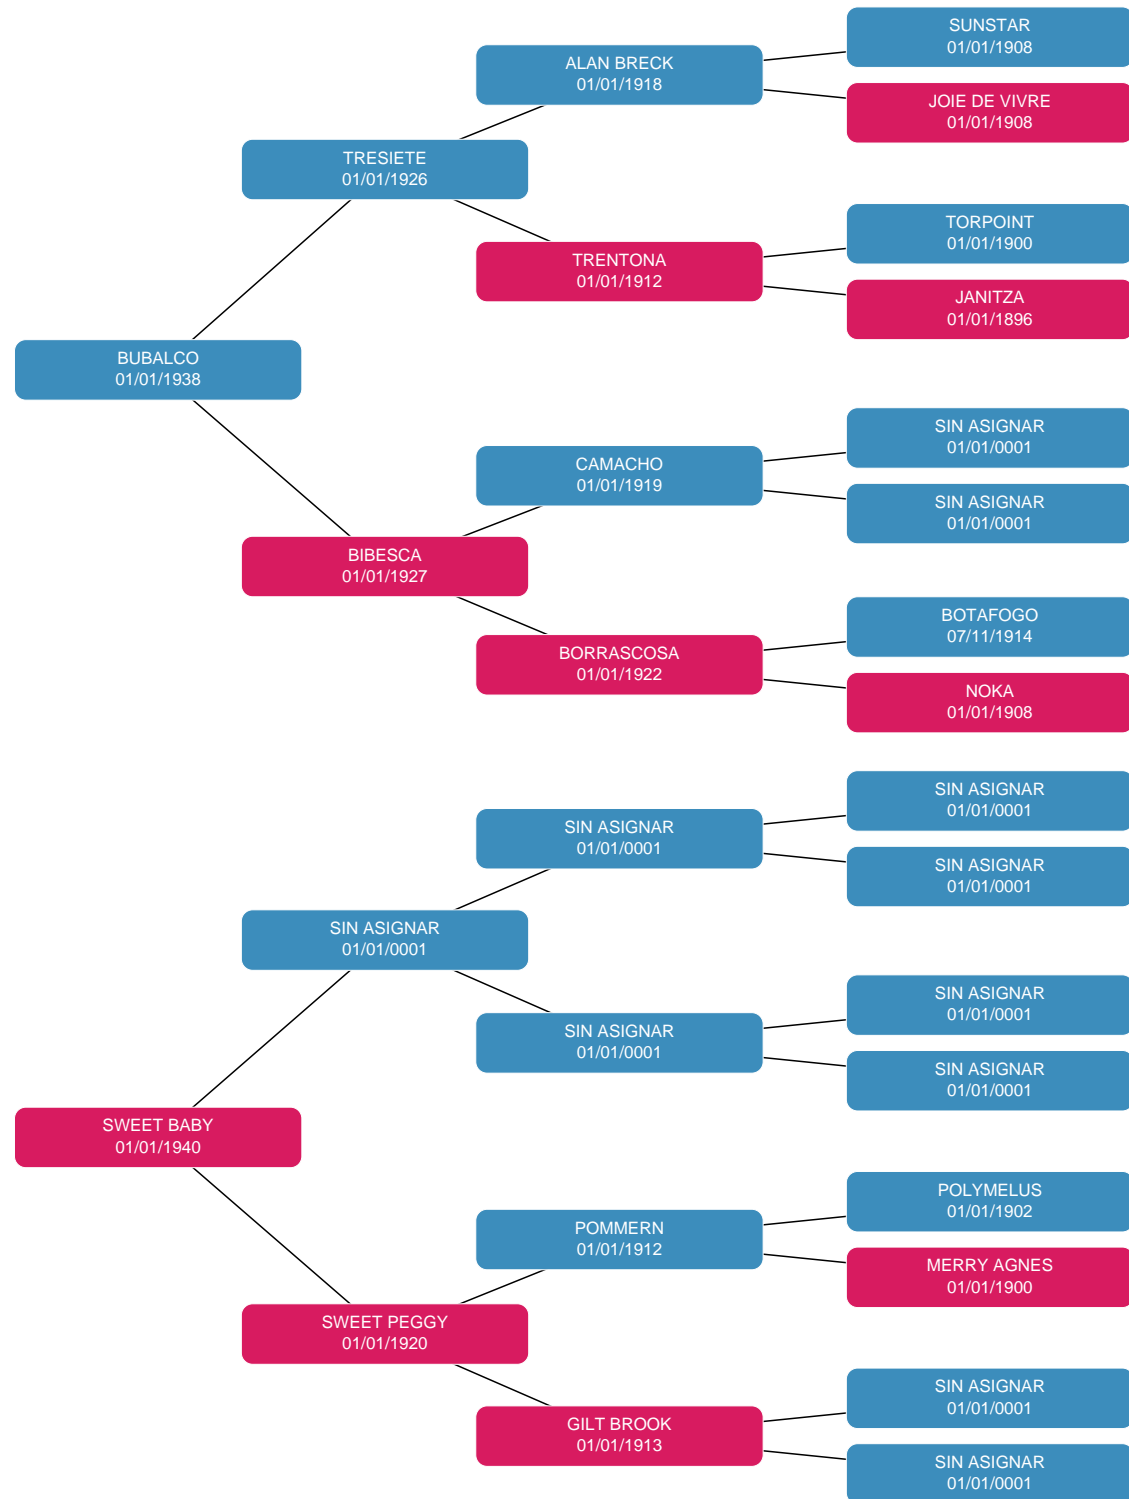 SUNSTAR
01/01/1908
ALAN BRECK
01/01/1918
JOIE DE VIVRE
01/01/1908
TRESIETE
01/01/1926
TORPOINT
01/01/1900
TRENTONA
01/01/1912
JANITZA
01/01/1896
BUBALCO
01/01/1938
SIN ASIGNAR
01/01/0001
CAMACHO
01/01/1919
SIN ASIGNAR
01/01/0001
BIBESCA
01/01/1927
BOTAFOGO
07/11/1914
BORRASCOSA
01/01/1922
NOKA
01/01/1908
SIN ASIGNAR
01/01/0001
SIN ASIGNAR
01/01/0001
SIN ASIGNAR
01/01/0001
SIN ASIGNAR
01/01/0001
SIN ASIGNAR
01/01/0001
SIN ASIGNAR
01/01/0001
SIN ASIGNAR
01/01/0001
SWEET BABY
01/01/1940
POLYMELUS
01/01/1902
POMMERN
01/01/1912
MERRY AGNES
01/01/1900
SWEET PEGGY
01/01/1920
SIN ASIGNAR
01/01/0001
GILT BROOK
01/01/1913
SIN ASIGNAR
01/01/0001